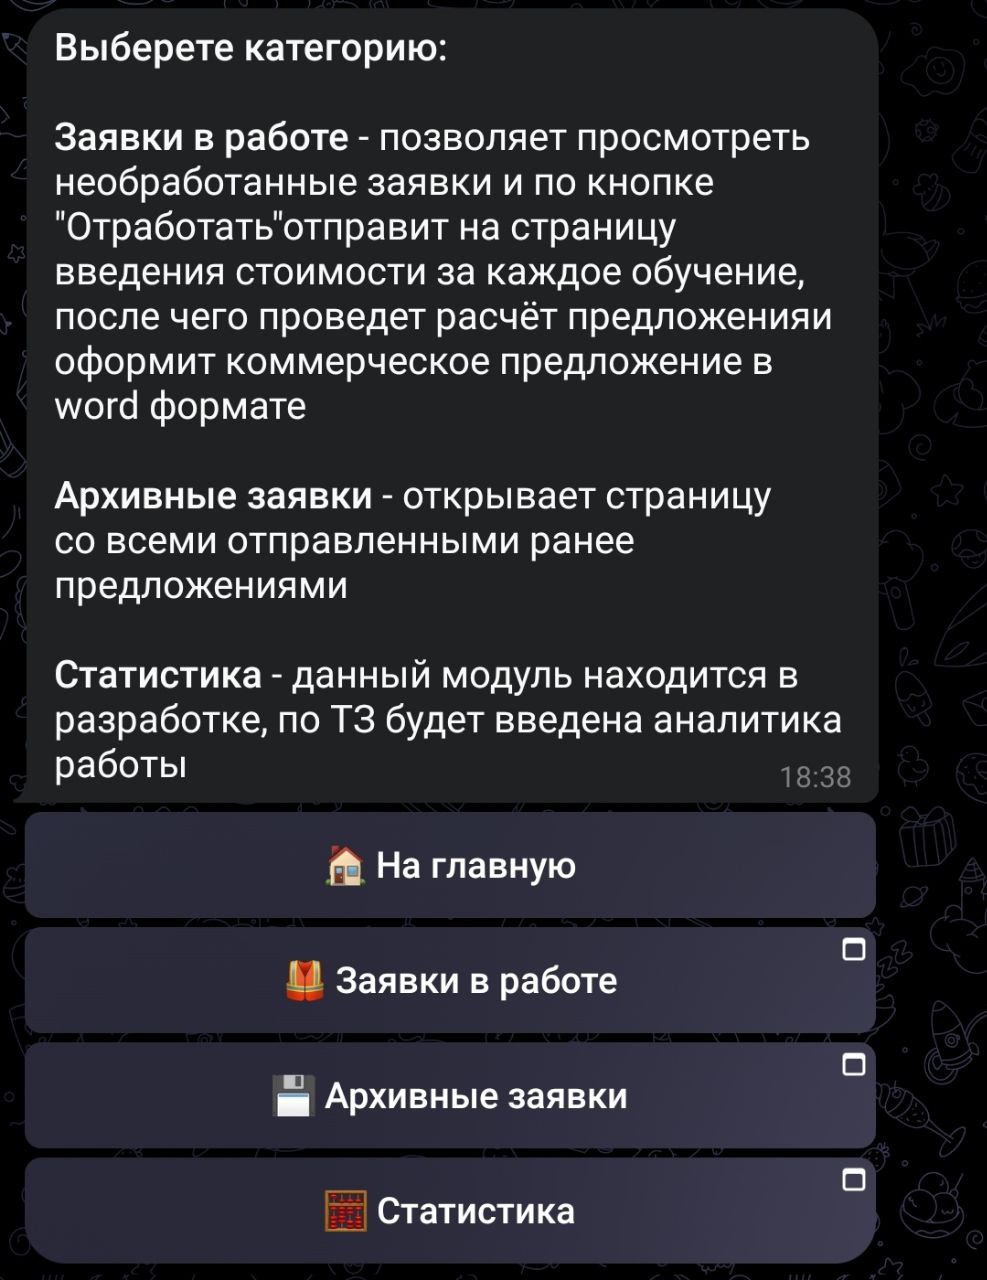 Выберете категорию:
Заявки в работе - позволяет просмотреть
необработанные заявки и по кнопке
"Отработать"отправит на страницу
введения стоимости за каждое обучение,
после чего проведет расчёт предложенияи
оформит коммерческое предложение в
word формате
Архивные заявки - открывает страницу
со всеми отправленными ранее
предложениями
Статистика - данный модуль находится в
разработке, по ТЗ будет введена аналитика
работы
18:38
На главную
Заявки в работе
Архивные заявки
Статистика